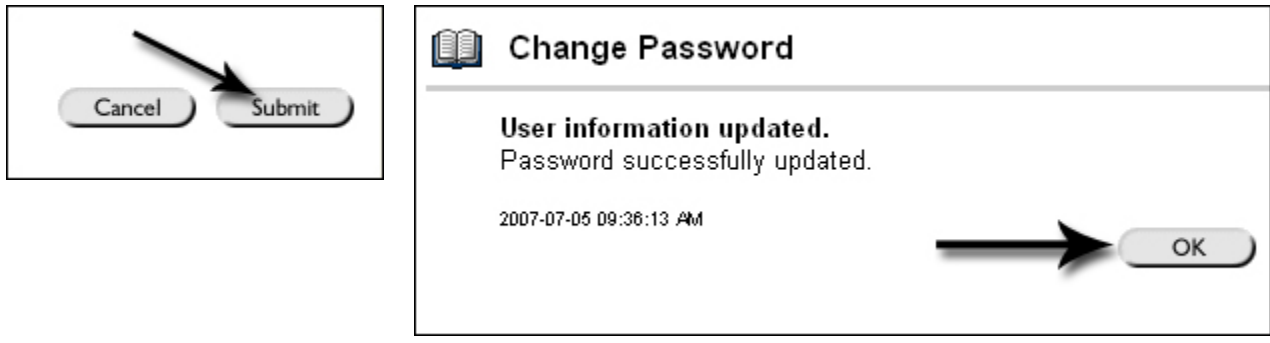 Cancel
Submit
Change Password
User information updated.
Password successfully updated.
2007-07-05 09:36:13 AM
OK